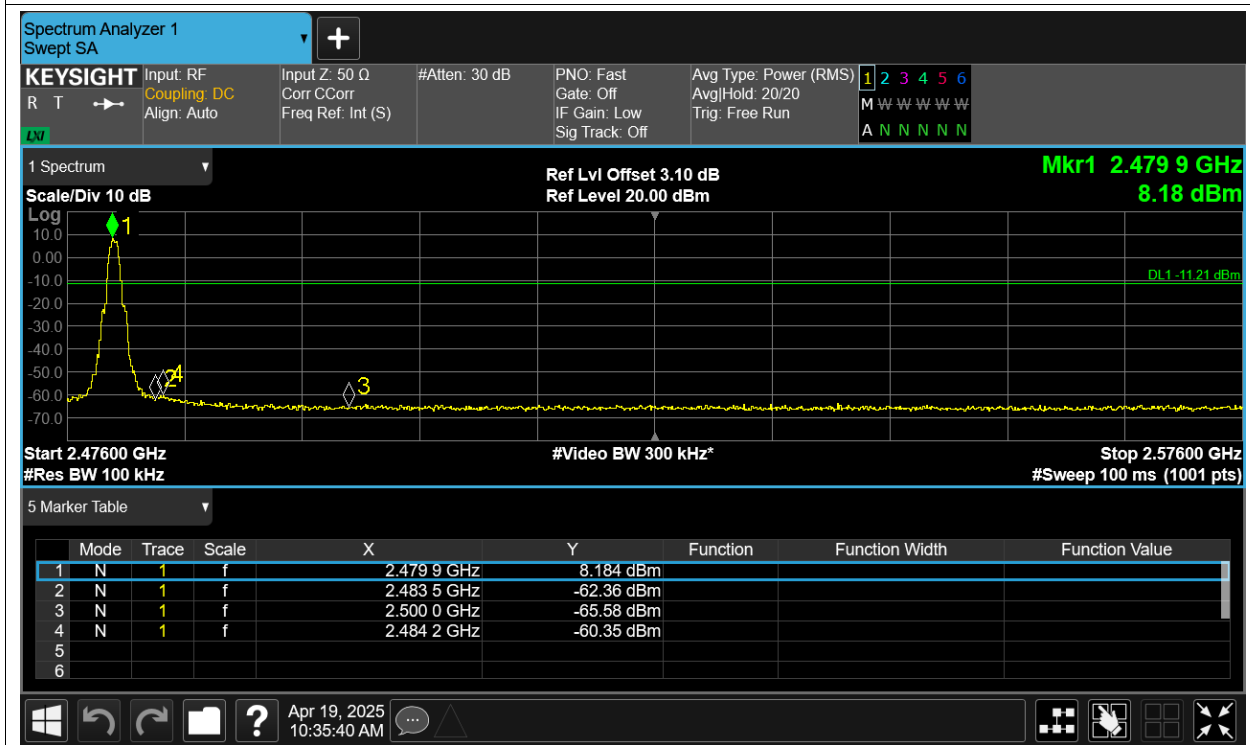 Spectrum Analyzer 1
Swept SA
KEYSIGHT
R T
LXI
Input: RF
Coupling: DC
Align: Auto
Input Z: 50 Ω
Corr CCorr
Freq Ref: Int (S)
#Atten: 30 dB
PNO: Fast
Gate: Off
IF Gain: Low
Sig Track: Off
Avg Type: Power (RMS)
Avg|Hold: 20/20
Trig: Free Run
1 2 3 4 5 6
M W W W W W
A N N N N N
1 Spectrum
Scale/Div 10 dB
Ref Lvl Offset 3.10 dB
Ref Level 20.00 dBm
Mkr1 2.479 9 GHz
8.18 dBm
Log
10.0
0.00
-10.0
-20.0
-30.0
-40.0
-50.0
-60.0
-70.0
1
2
4
3
DL1 -11.21 dBm
Start 2.47600 GHz
#Res BW 100 kHz
#Video BW 300 kHz*
Stop 2.57600 GHz
#Sweep 100 ms (1001 pts)
5 Marker Table
Mode Trace Scale X Y Function Function Width Function Value
1 N 1 f 2.479 9 GHz 8.184 dBm
2 N 1 f 2.483 5 GHz -62.36 dBm
3 N 1 f 2.500 0 GHz -65.58 dBm
4 N 1 f 2.484 2 GHz -60.35 dBm
5
6
?
Apr 19, 2025
10:35:40 AM